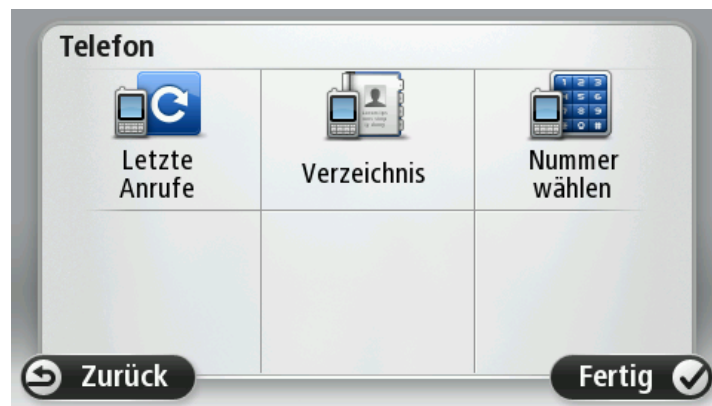 Telefon
Letzte
Anrufe
Verzeichnis
Nummer
wählen
Zurück
Fertig